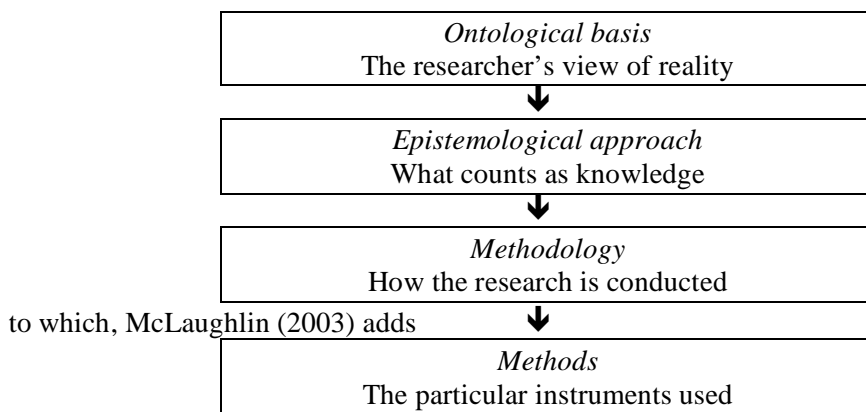 Ontological basis
The researcher’s view of reality
Epistemological approach
What counts as knowledge
Methodology
How the research is conducted
to which, McLaughlin (2003) adds
Methods
The particular instruments used